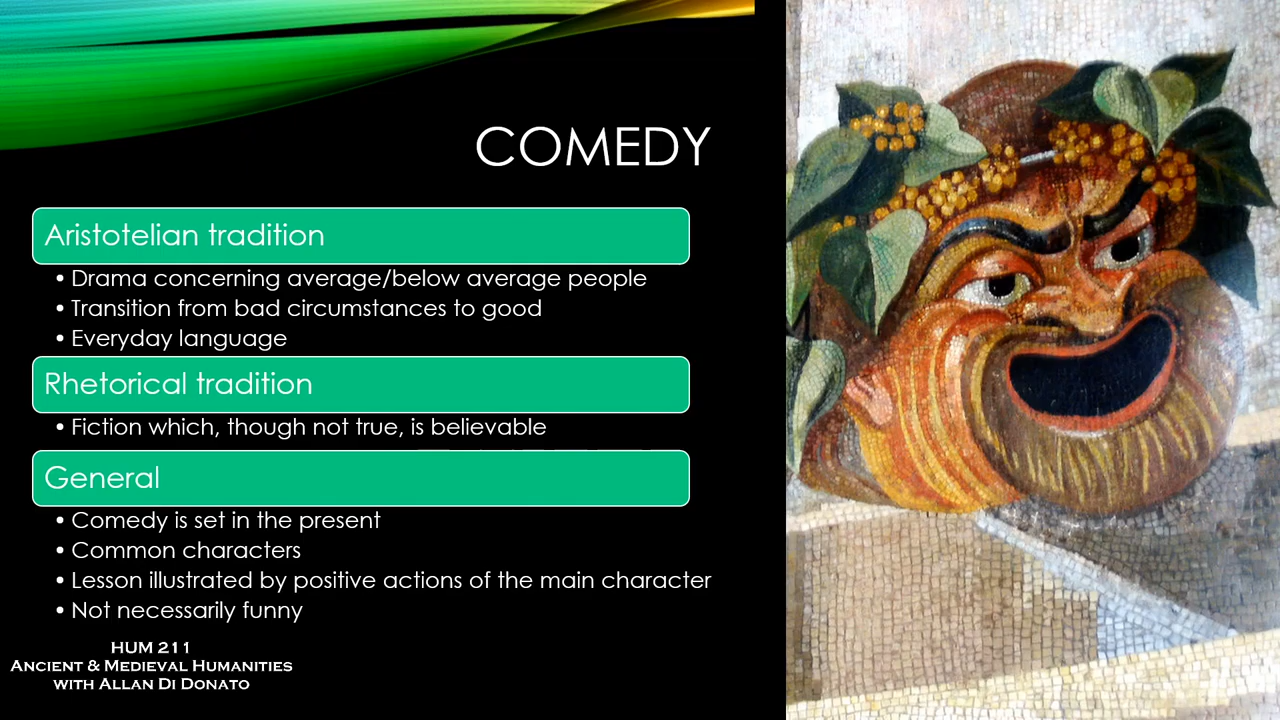 COMEDY
Aristotelian tradition
• Drama concerning average/below average people
• Transition from bad circumstances to good
• Everyday language
Rhetorical tradition
• Fiction which, though not true, is believable
General
• Comedy is set in the present
• Common characters
• Lesson illustrated by positive actions of the main character
• Not necessarily funny
HUM 211
Ancient & Medieval Humanities
with Allan Di Donato